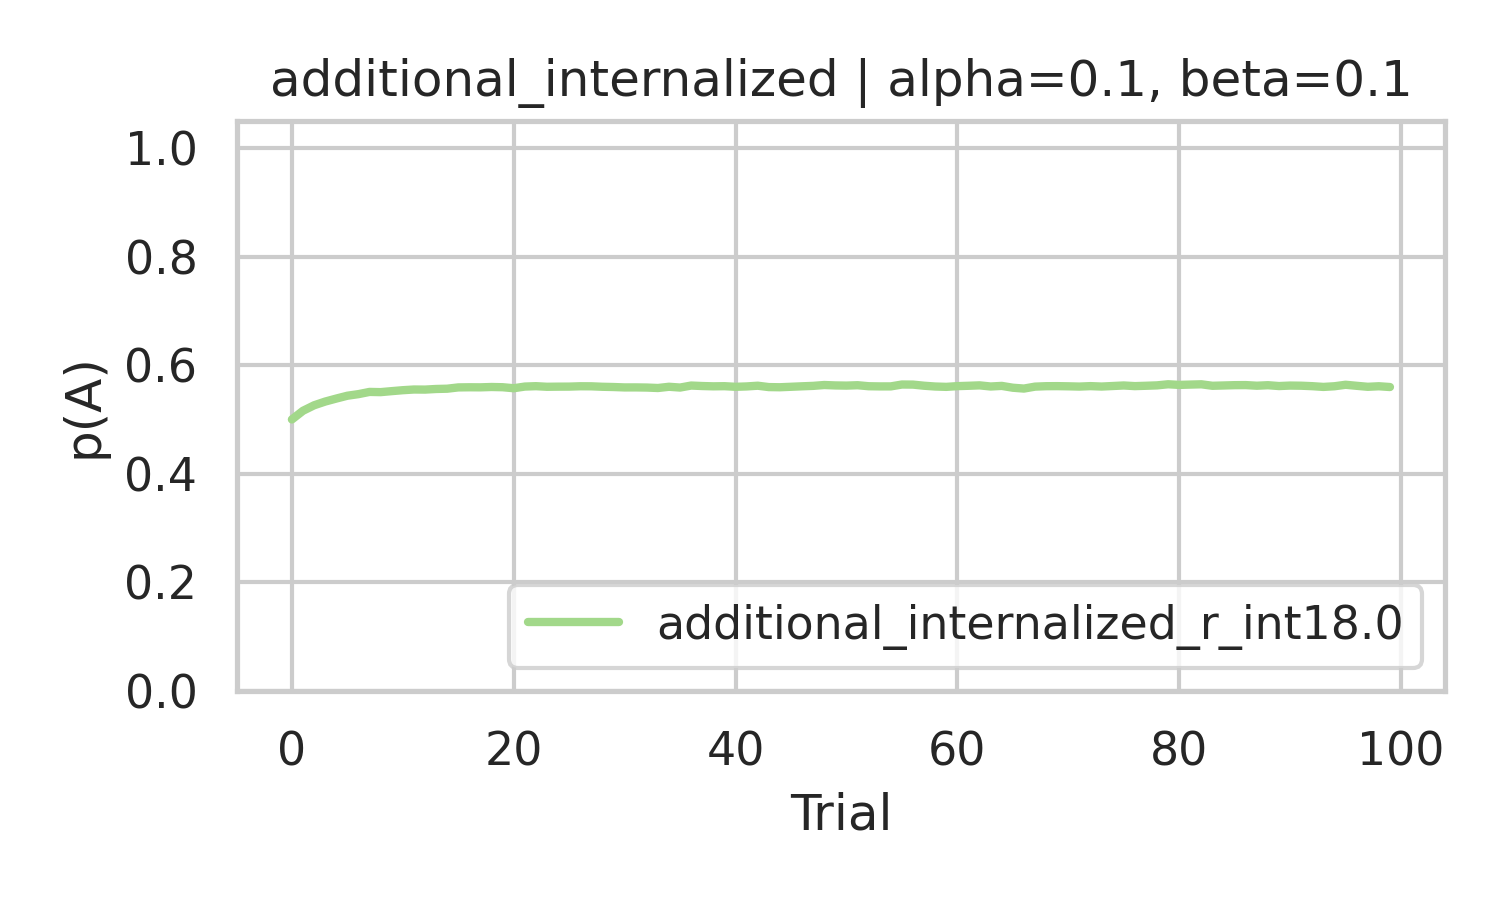 additional_internalized | alpha=0.1, beta=0.1
1.0
0.8
0.6
0.4
0.2
0.0
p(A)
additional_internalized_r_int18.0
0 20 40 60 80 100
Trial